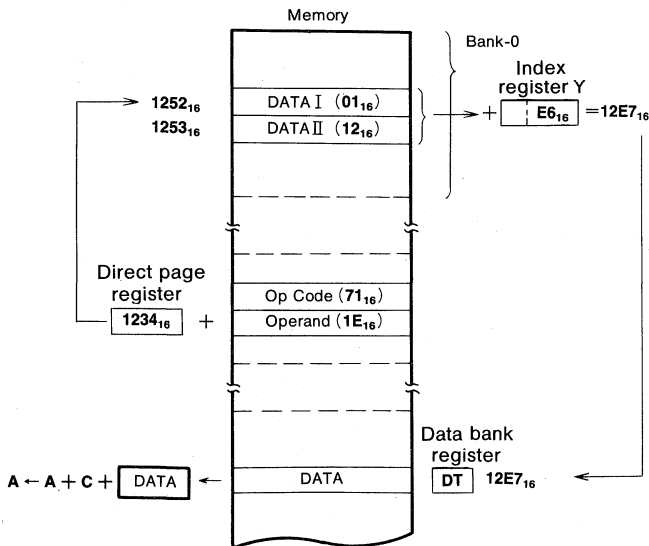 Memory
Bank-0
Index
register Y
1252₁₆ DATA I (01₁₆)
+ E6₁₆ =12E7₁₆
1253₁₆ DATA II (12₁₆)
Direct page
register
Op Code (71₁₆)
1234₁₆ + Operand (1E₁₆)
Data bank
register
A ← A + C + DATA ← DATA DT 12E7₁₆